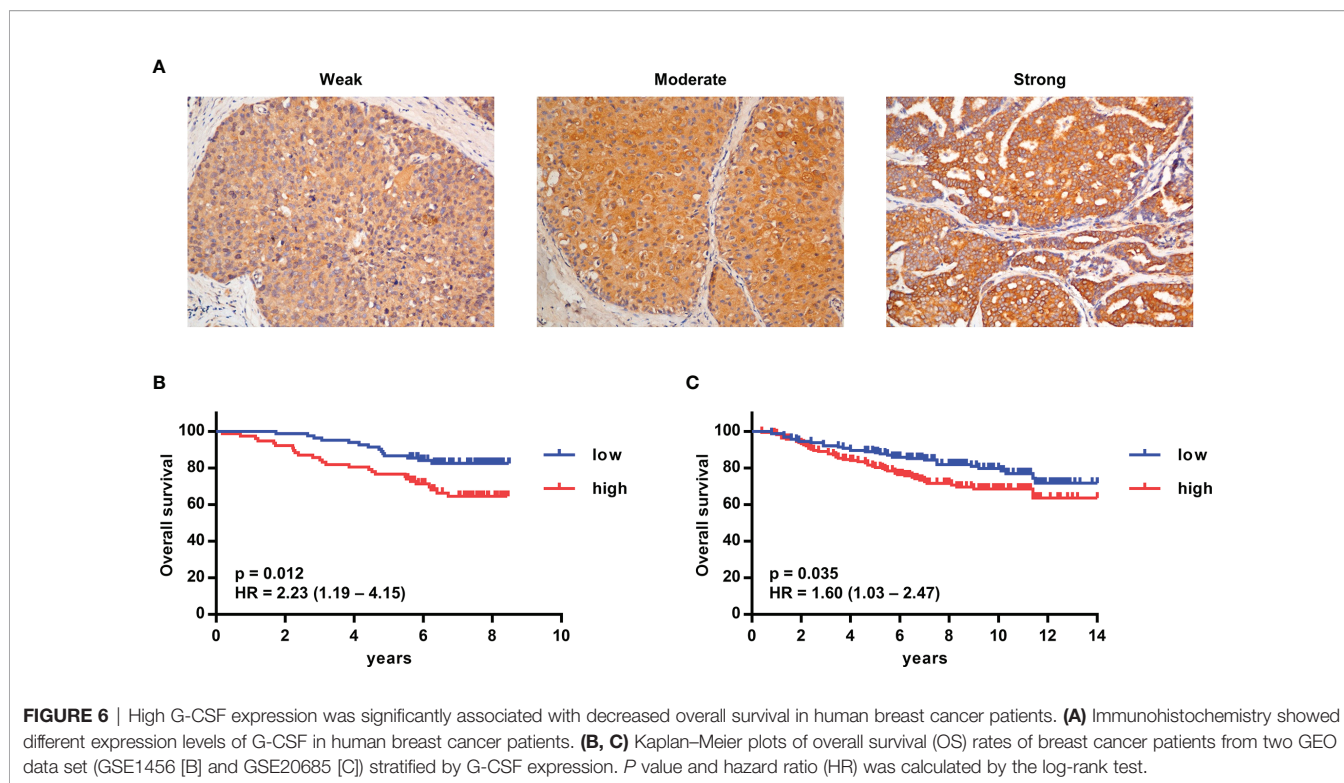 A
Weak Moderate Strong
B
Overall survival
100
80
60
40
20
0
0 2 4 6 8 10
years
p = 0.012
HR = 2.23 (1.19 – 4.15)
low
high
C
Overall survival
100
80
60
40
20
0
0 2 4 6 8 10 12 14
years
p = 0.035
HR = 1.60 (1.03 – 2.47)
low
high
FIGURE 6 | High G-CSF expression was significantly associated with decreased overall survival in human breast cancer patients. (A) Immunohistochemistry showed
different expression levels of G-CSF in human breast cancer patients. (B, C) Kaplan–Meier plots of overall survival (OS) rates of breast cancer patients from two GEO
data set (GSE1456 [B] and GSE20685 [C]) stratified by G-CSF expression. P value and hazard ratio (HR) was calculated by the log-rank test.